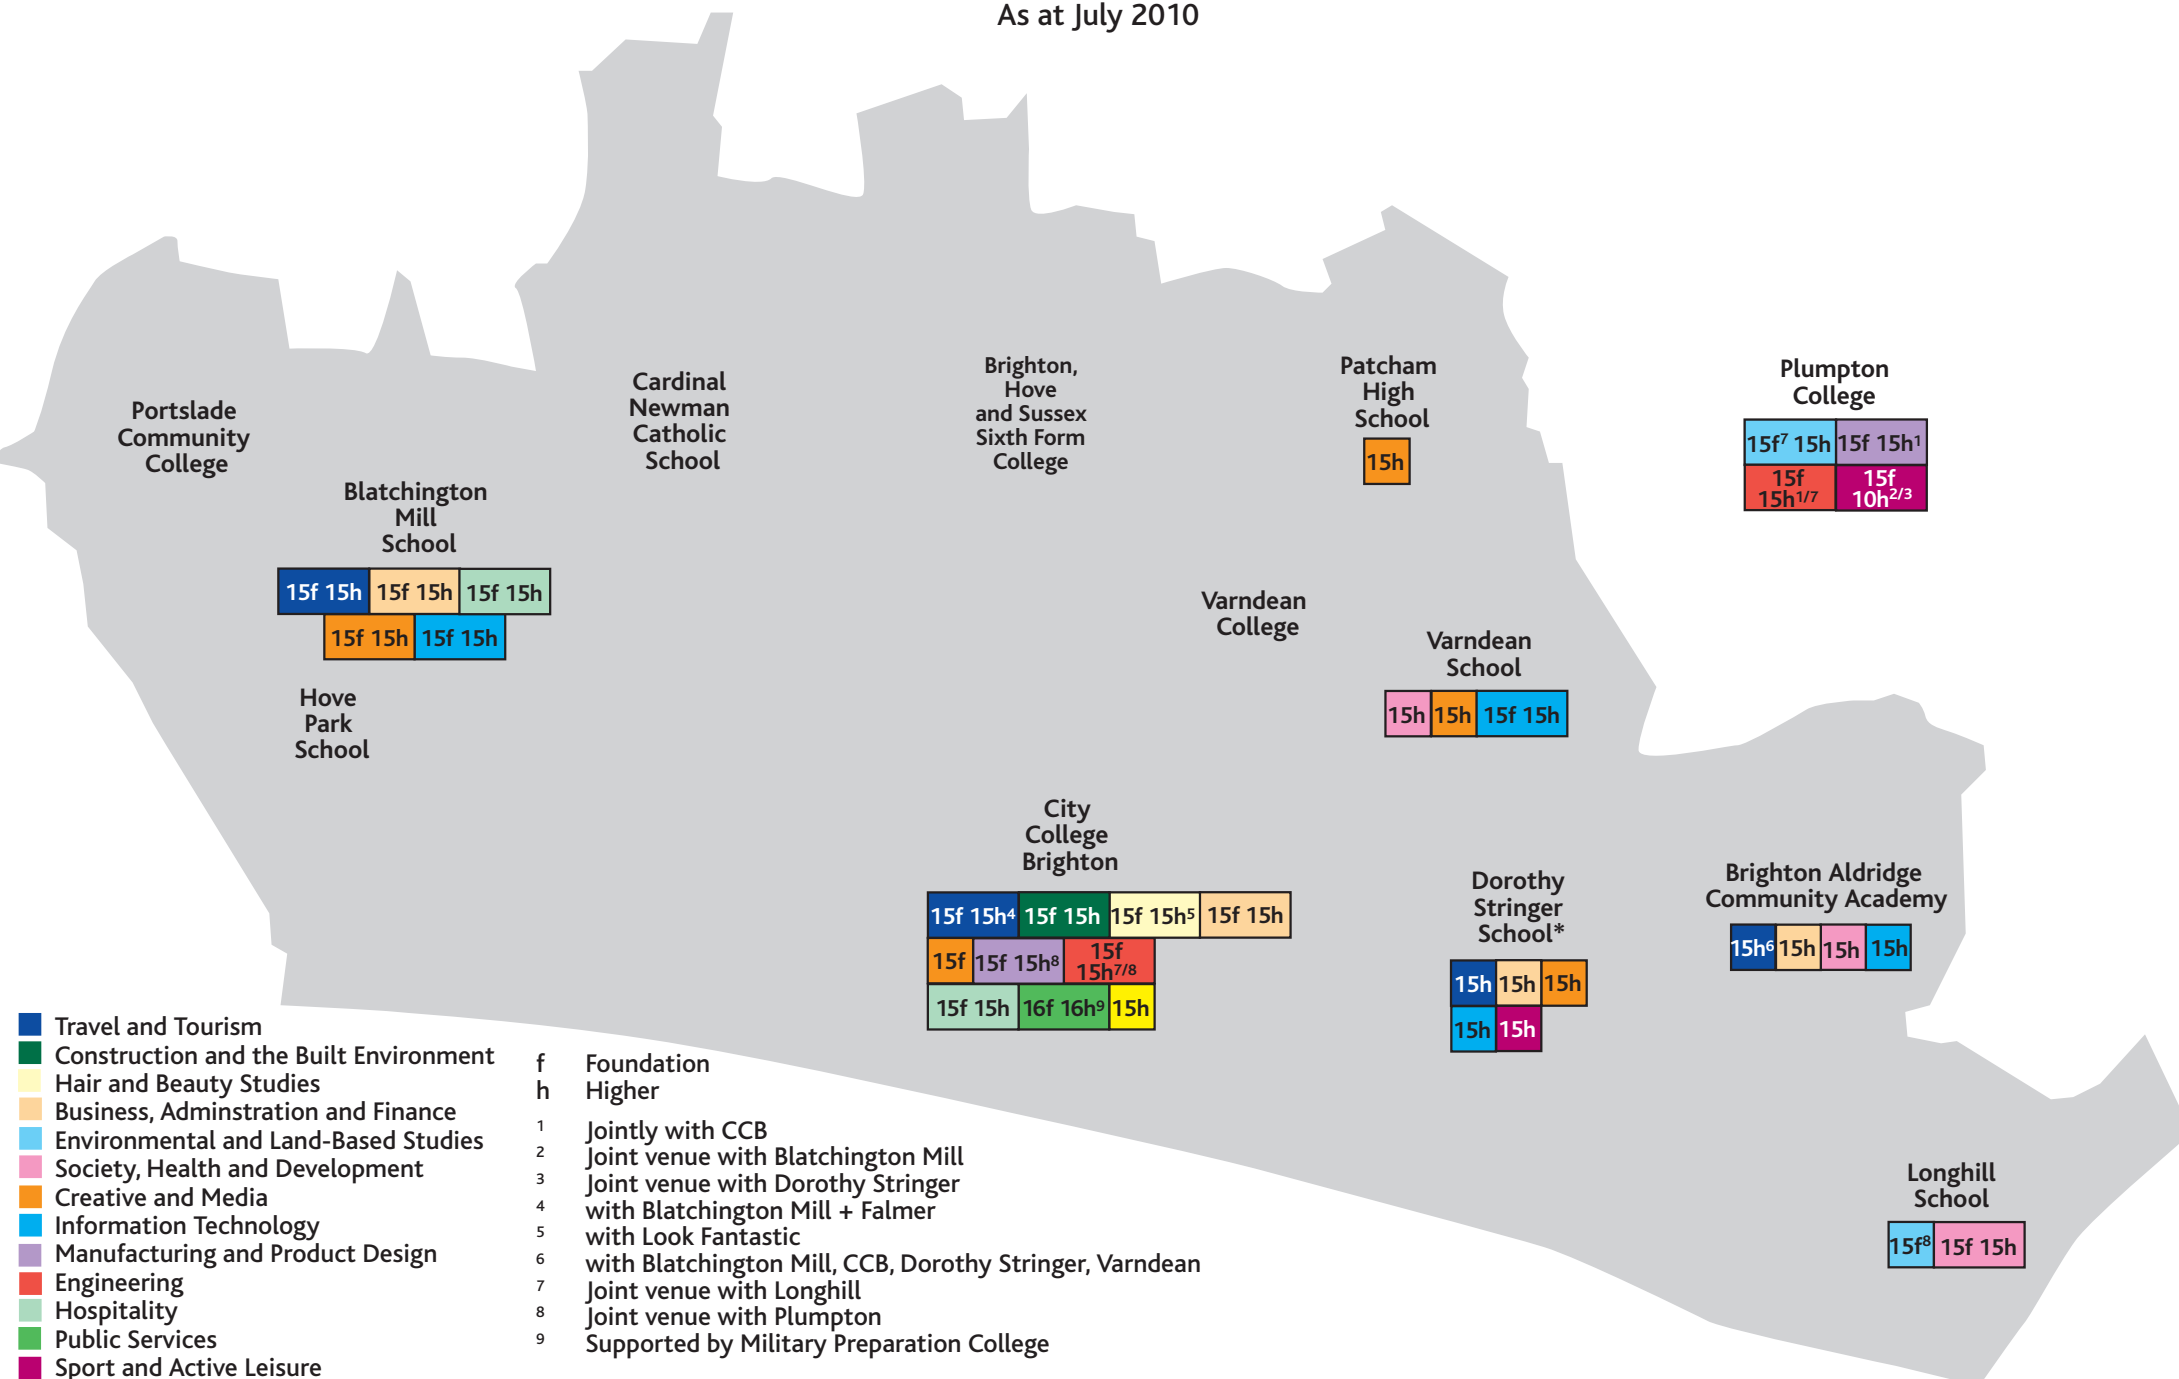 As at July 2010
Portslade
Community
College
Blatchington
Mill
School
15f 15h
15f 15h
15f 15h
15f 15h
15f 15h
Hove
Park
School
Cardinal
Newman
Catholic
School
Brighton,
Hove
and Sussex
Sixth Form
College
Patcham
High
School
15h
Plumpton
College
15f⁷ 15h
15f 15h¹
15f
15h¹/⁷
15f
10h²/³
Varndean
College
Varndean
School
15h
15h
15f 15h
City
College
Brighton
15f 15h⁴
15f 15h
15f 15h⁵
15f 15h
15f
15f 15h⁸
15f
15h⁷/⁸
15f 15h
16f 16h⁹
15h
Dorothy
Stringer
School*
15h
15h
15h
15h
15h
Brighton Aldridge
Community Academy
15h⁶
15h
15h
15h
Longhill
School
15f⁸
15f 15h
Travel and Tourism
Construction and the Built Environment
Hair and Beauty Studies
Business, Adminstration and Finance
Environmental and Land-Based Studies
Society, Health and Development
Creative and Media
Information Technology
Manufacturing and Product Design
Engineering
Hospitality
Public Services
Sport and Active Leisure
f Foundation
h Higher
¹ Jointly with CCB
² Joint venue with Blatchington Mill
³ Joint venue with Dorothy Stringer
⁴ with Blatchington Mill + Falmer
⁵ with Look Fantastic
⁶ with Blatchington Mill, CCB, Dorothy Stringer, Varndean
⁷ Joint venue with Longhill
⁸ Joint venue with Plumpton
⁹ Supported by Military Preparation College